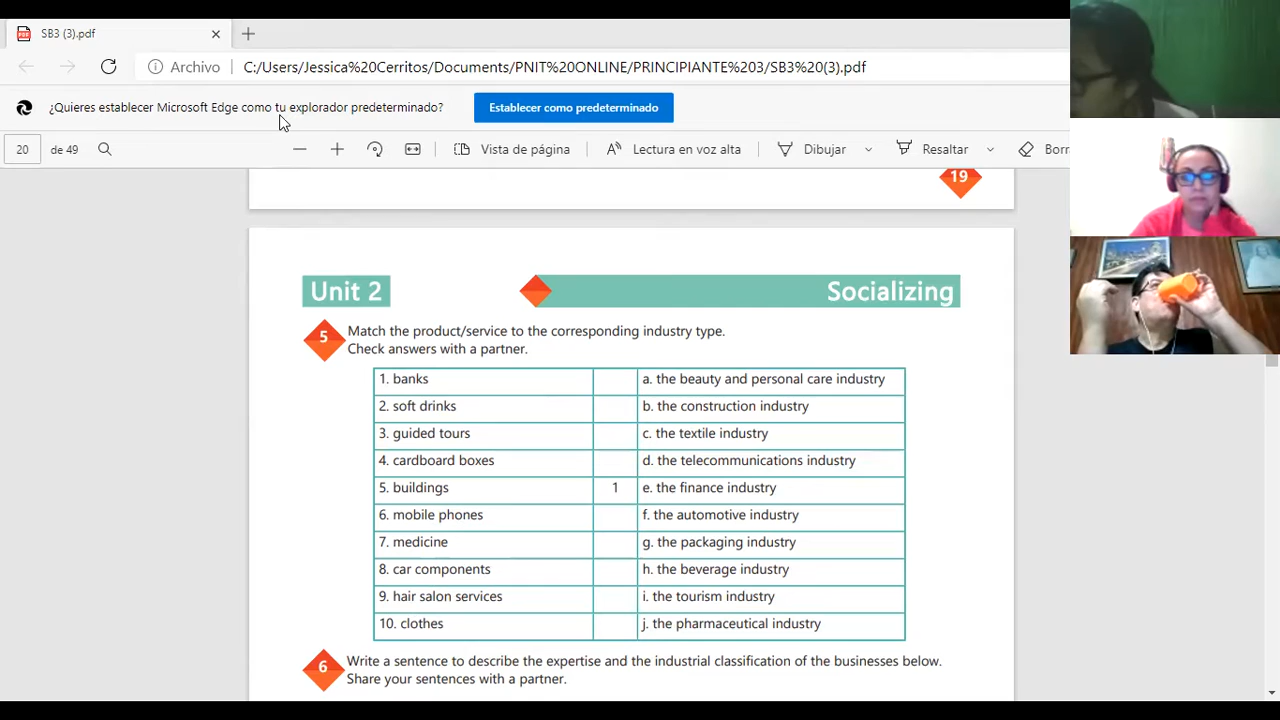 SB3 (3).pdf
Archivo C:/Users/Jessica%20Cerritos/Documents/PNIT%20ONLINE/PRINCIPIANTE%203/SB3%20(3).pdf
¿Quieres establecer Microsoft Edge como tu explorador predeterminado? Establecer como predeterminado
20 de 49 Vista de página Lectura en voz alta Dibujar Resaltar Borr
19
Unit 2 Socializing
5 Match the product/service to the corresponding industry type.
Check answers with a partner.
1. banks a. the beauty and personal care industry
2. soft drinks b. the construction industry
3. guided tours c. the textile industry
4. cardboard boxes d. the telecommunications industry
5. buildings 1 e. the finance industry
6. mobile phones f. the automotive industry
7. medicine g. the packaging industry
8. car components h. the beverage industry
9. hair salon services i. the tourism industry
10. clothes j. the pharmaceutical industry
6 Write a sentence to describe the expertise and the industrial classification of the businesses below.
Share your sentences with a partner.